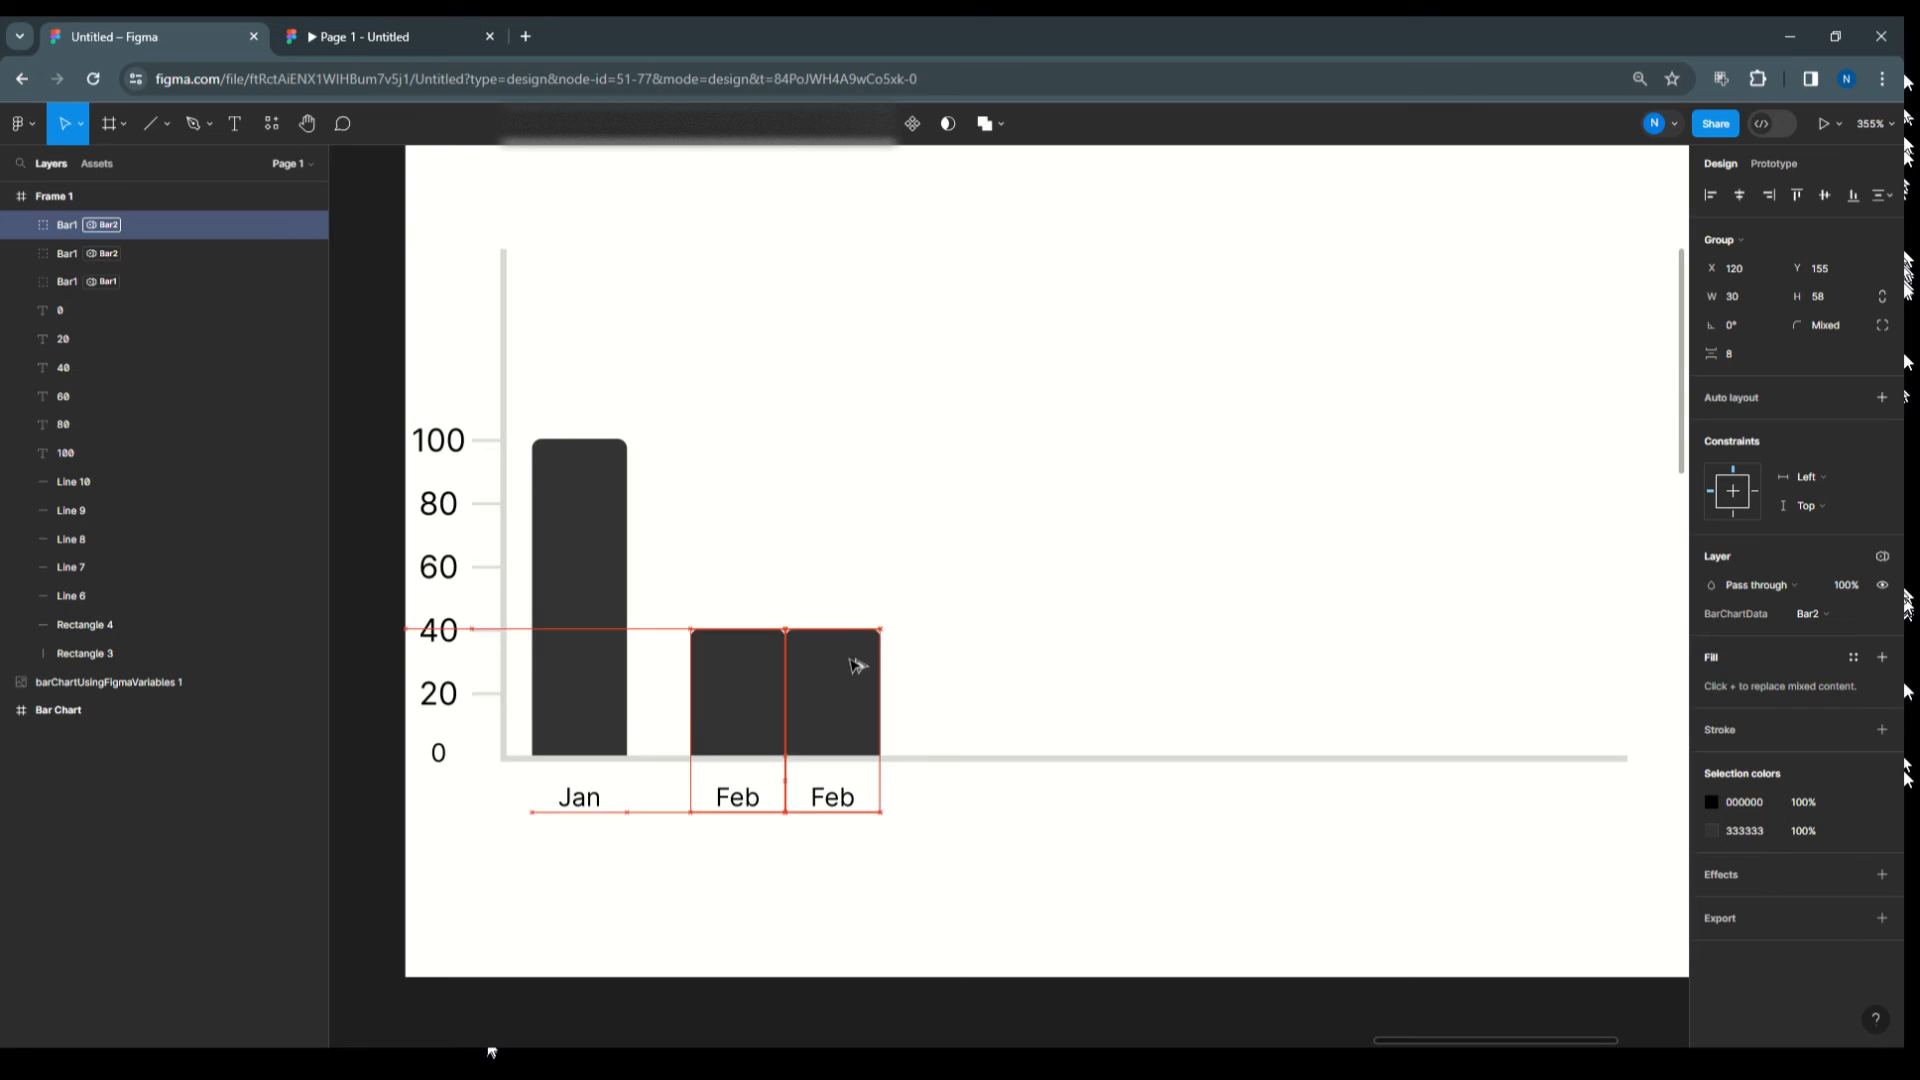 Untitled – Figma
Page 1 - Untitled
figma.com/file/ftRctAiENX1WIHBum7v5j1/Untitled?type=design&node-id=51-77&mode=design&t=84PoJWH4A9wCo5xk-0
N
N
Share
355%
Layers
Assets
Page 1
Frame 1
Bar1 Bar2
Bar1 Bar2
Bar1 Bar1
0
20
40
60
80
100
Line 10
Line 9
Line 8
Line 7
Line 6
Rectangle 4
Rectangle 3
barChartUsingFigmaVariables 1
Bar Chart
100
80
60
40
20
0
Jan
Feb
Feb
Design
Prototype
Group
X 120
Y 155
W 30
H 58
0°
Mixed
8
Auto layout
Constraints
Left
Top
Layer
Pass through
100%
BarChartData
Bar2
Fill
Click + to replace mixed content.
Stroke
Selection colors
000000 100%
333333 100%
Effects
Export
?